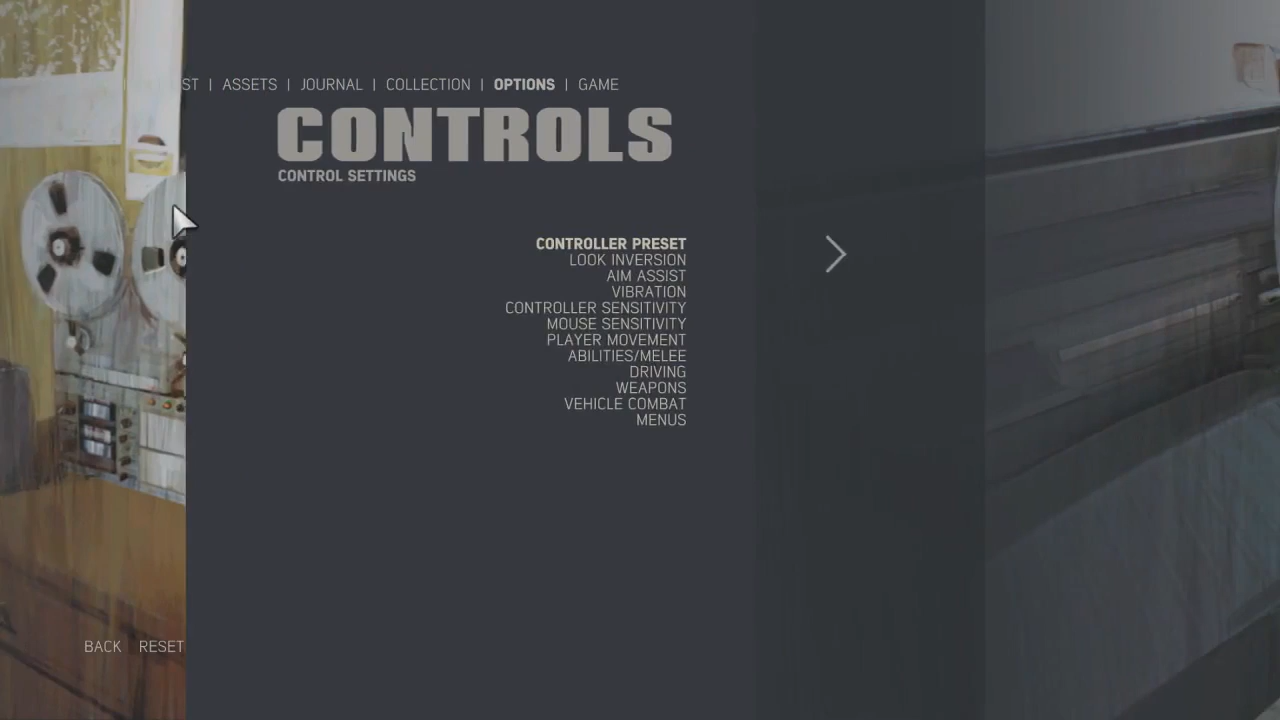 ST | ASSETS | JOURNAL | COLLECTION | OPTIONS | GAME
CONTROLS
CONTROL SETTINGS
CONTROLLER PRESET
LOOK INVERSION
AIM ASSIST
VIBRATION
CONTROLLER SENSITIVITY
MOUSE SENSITIVITY
PLAYER MOVEMENT
ABILITIES/MELEE
DRIVING
WEAPONS
VEHICLE COMBAT
MENUS
BACK RESET